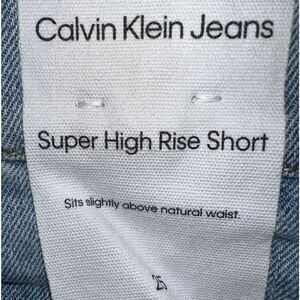 Calvin Klein Jeans
Super High Rise Short
Sits slightly above natural waist.